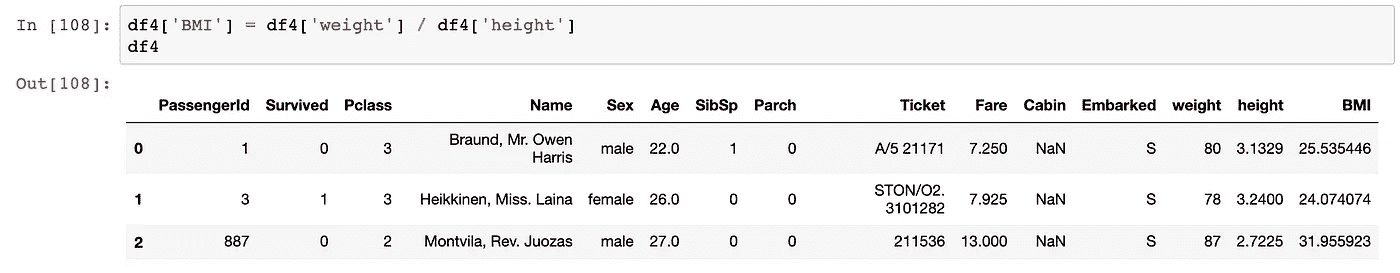 In [108]: df4['BMI'] = df4['weight'] / df4['height']
df4
Out[108]:
PassengerId Survived Pclass Name Sex Age SibSp Parch Ticket Fare Cabin Embarked weight height BMI
0 1 0 3 Braund, Mr. Owen Harris male 22.0 1 0 A/5 21171 7.250 NaN S 80 3.1329 25.535446
1 3 1 3 Heikkinen, Miss. Laina female 26.0 0 0 STON/O2. 3101282 7.925 NaN S 78 3.2400 24.074074
2 887 0 2 Montvila, Rev. Juozas male 27.0 0 0 211536 13.000 NaN S 87 2.7225 31.955923